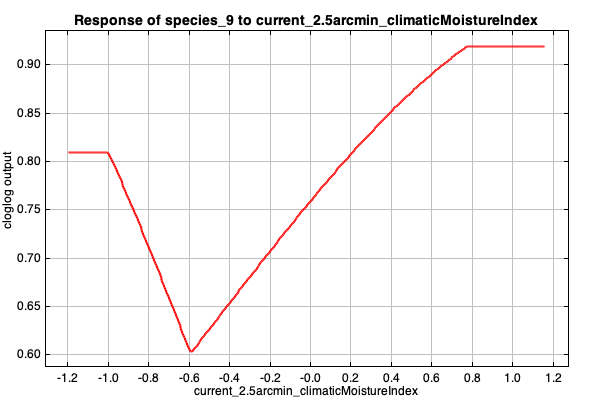 Response of species_9 to current_2.5arcmin_climaticMoistureIndex
cloglog output
0.90
0.85
0.80
0.75
0.70
0.65
0.60
-1.2 -1.0 -0.8 -0.6 -0.4 -0.2 -0.0 0.2 0.4 0.6 0.8 1.0 1.2
current_2.5arcmin_climaticMoistureIndex